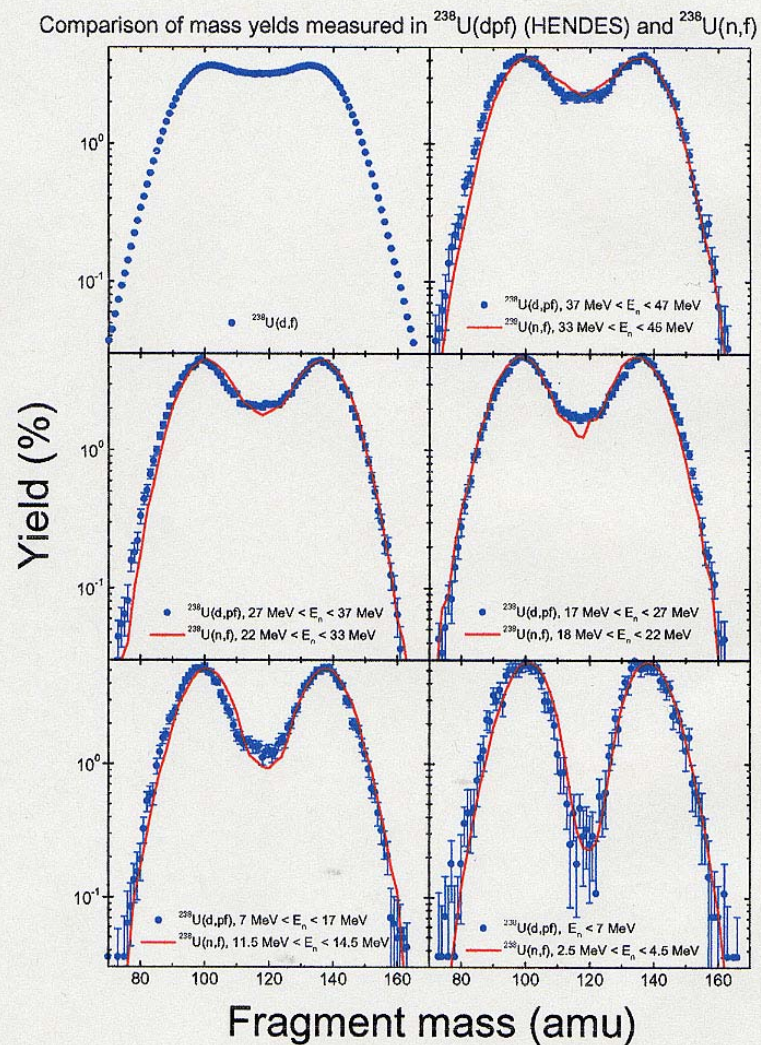 Comparison of mass yelds measured in ²³⁸U(dpf) (HENDES) and ²³⁸U(n,f)
Yield (%)
10⁰
10⁻¹
²³⁸U(d,f)
²³⁸U(d,pf), 37 MeV < Eₙ < 47 MeV
²³⁸U(n,f), 33 MeV < Eₙ < 45 MeV
10⁰
10⁻¹
²³⁸U(d,pf), 27 MeV < Eₙ < 37 MeV
²³⁸U(n,f), 22 MeV < Eₙ < 33 MeV
²³⁸U(d,pf), 17 MeV < Eₙ < 27 MeV
²³⁸U(n,f), 18 MeV < Eₙ < 22 MeV
10⁰
10⁻¹
²³⁸U(d,pf), 7 MeV < Eₙ < 17 MeV
²³⁸U(n,f), 11.5 MeV < Eₙ < 14.5 MeV
²³⁸U(d,pf), Eₙ < 7 MeV
²³⁸U(n,f), 2.5 MeV < Eₙ < 4.5 MeV
80 100 120 140 160 80 100 120 140 160
Fragment mass (amu)